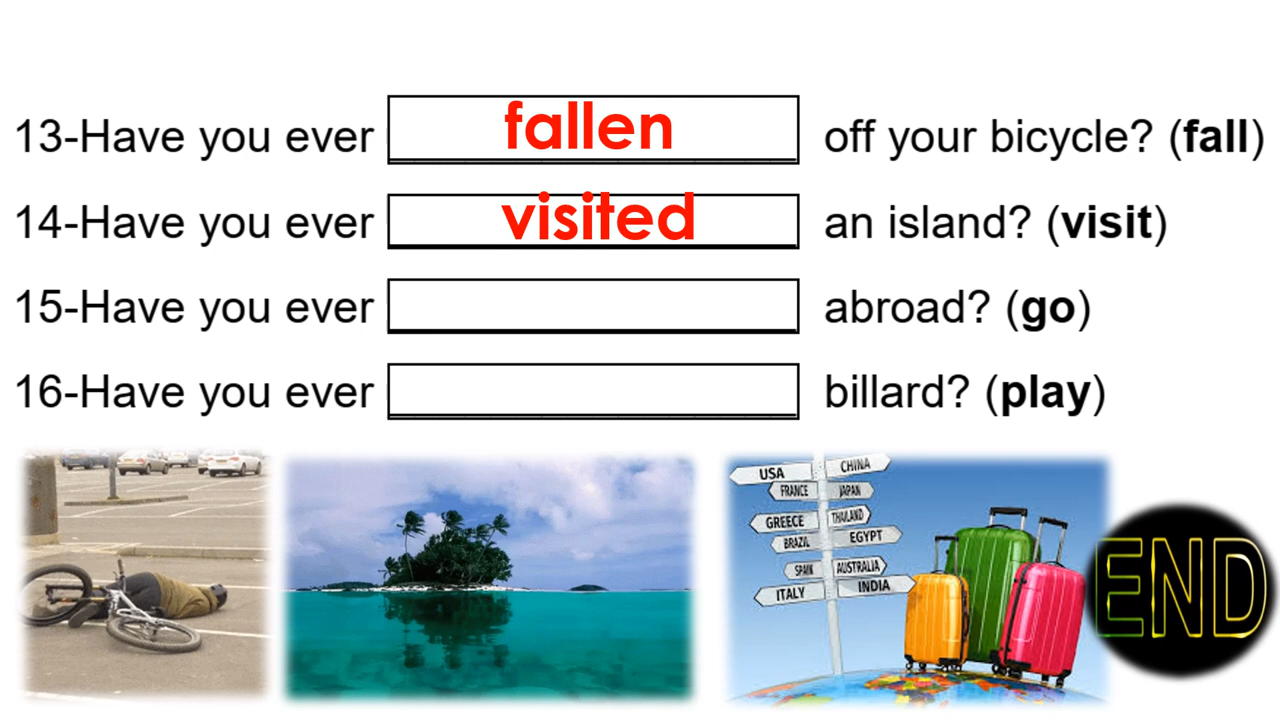 13-Have you ever fallen off your bicycle? (fall)
14-Have you ever visited an island? (visit)
15-Have you ever abroad? (go)
16-Have you ever billard? (play)
USA
CHINA
FRANCE
JAPAN
GREECE
THAILAND
BRAZIL
EGYPT
SPAIN
AUSTRALIA
ITALY
INDIA
END